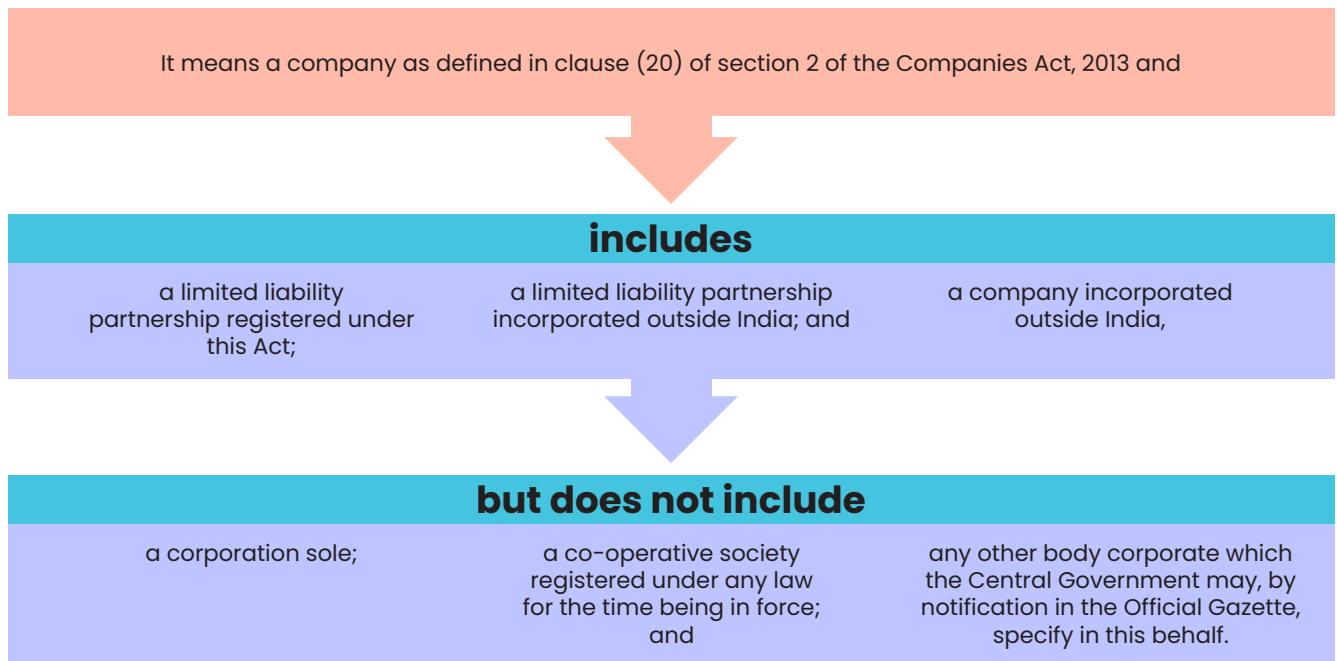 It means a company as defined in clause (20) of section 2 of the Companies Act, 2013 and
includes
a limited liability
partnership registered under
this Act;
a limited liability partnership
incorporated outside India; and
a company incorporated
outside India,
but does not include
a corporation sole;
a co-operative society
registered under any law
for the time being in force;
and
any other body corporate which
the Central Government may, by
notification in the Official Gazette,
specify in this behalf.